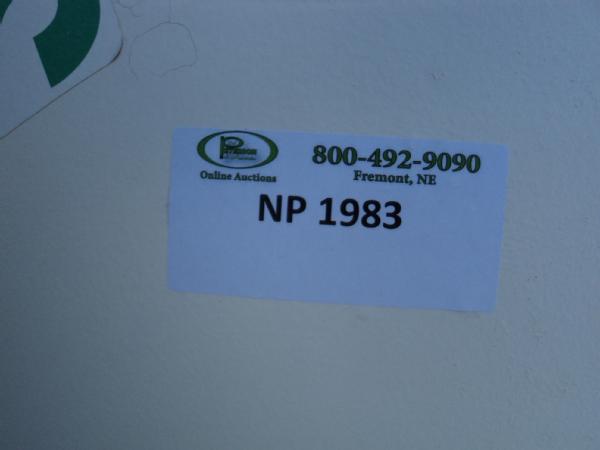 Online Auctions
800-492-9090
Fremont, NE
NP 1983